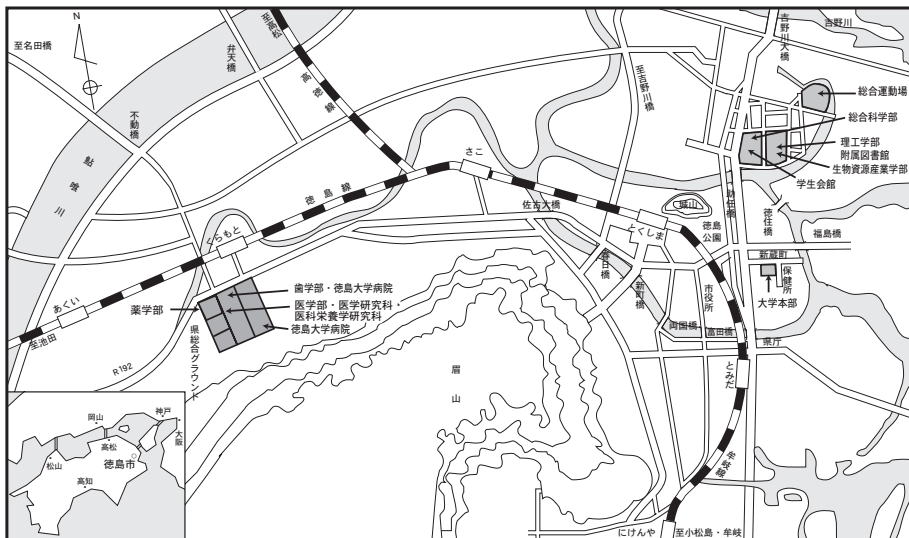 N
至名田橋
弁天橋
至高松
高徳線
不動橋
鮎喰川
徳島線
さこ
くらもと
あくい
至池田
R192
薬学部
歯学部・徳島大学病院
医学部・医学研究科・
医科栄養学研究科
徳島大学病院
県総合グラウンド
眉山
佐古大橋
至吉野川橋
とくしま
城山
徳島
公園
春日橋
新町橋
両国橋
富田橋
市役所
とみだ
県庁
牟岐線
にけんや
至小松島・牟岐
吉野川
吉野川大橋
総合運動場
総合科学部
理工学部
附属図書館
生物資源産業学部
学生会館
助任橋
徳住橋
福島橋
新蔵町
保健所
大学本部
岡山
神戸
大阪
高松
松山
徳島市
高知